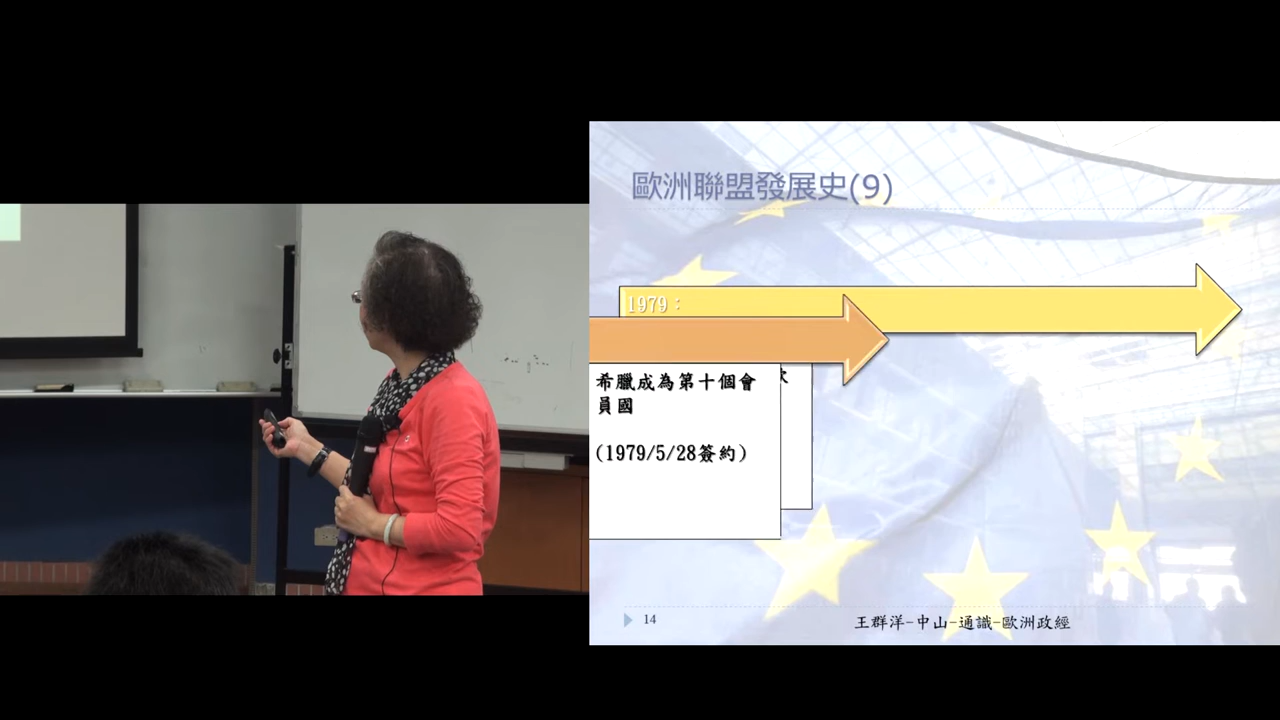 歐洲聯盟發展史(9)
1979：
希臘成為第十個會
員國
(1979/5/28簽約)
14
王群洋-中山-通識-歐洲政經